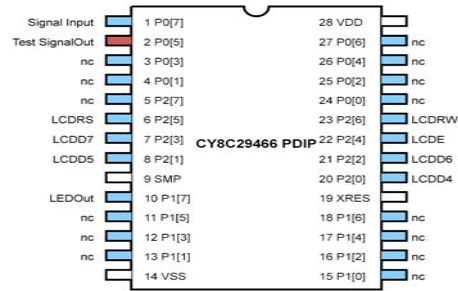 Signal Input 1 P0[7] 28 VDD
Test SignalOut 2 P0[5] 27 P0[6] nc
nc 3 P0[3] 26 P0[4] nc
nc 4 P0[1] 25 P0[2] nc
nc 5 P2[7] 24 P0[0] nc
LCDRS 6 P2[5] 23 P2[6] LCDRW
LCDD7 7 P2[3] CY8C29466 PDIP 22 P2[4] LCDE
LCDD5 8 P2[1] 21 P2[2] LCDD6
9 SMP 20 P2[0] LCDD4
LEDOut 10 P1[7] 19 XRES
nc 11 P1[5] 18 P1[6] nc
nc 12 P1[3] 17 P1[4] nc
nc 13 P1[1] 16 P1[2] nc
14 VSS 15 P1[0] nc